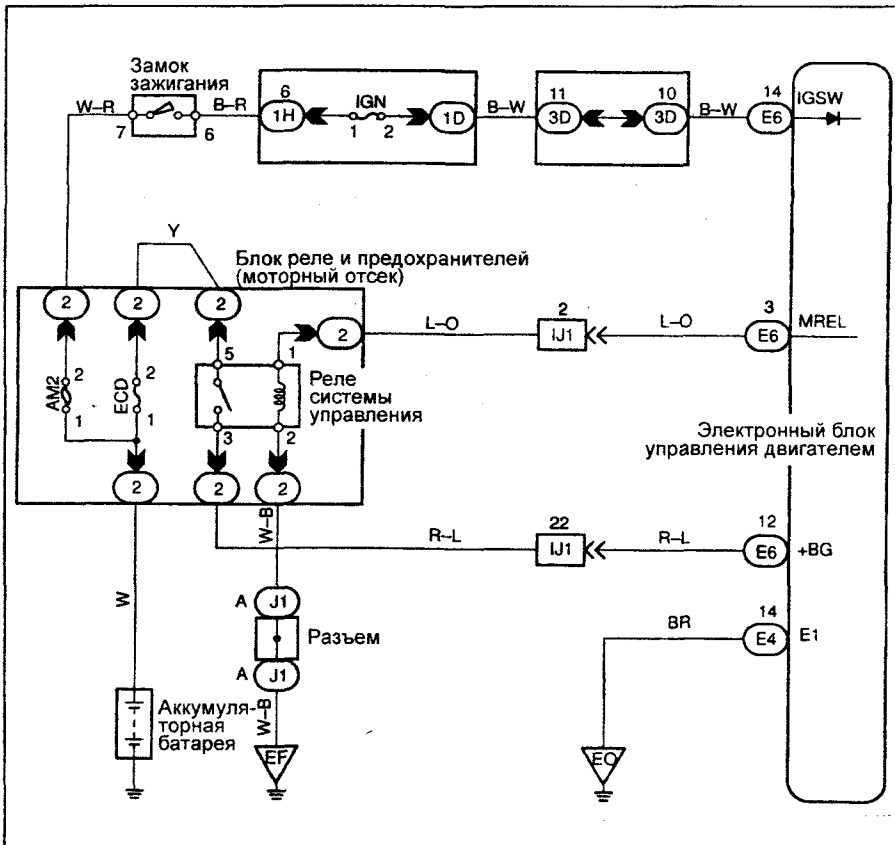 Замок
зажигания
W–R
7
6
B–R
6
1H
IGN
1 2
1D
B–W
11
3D
10
3D
B–W
14
E6
IGSW
Y
Блок реле и предохранителей
(моторный отсек)
2
2
2
2
L–O
2
IJ1
L–O
3
E6
MREL
AM2
2
1
ECD
2
1
5
1
3
2
Реле
системы
управления
Электронный блок
управления двигателем
2
2
2
W
W–B
R–L
22
IJ1
R–L
12
E6
+BG
A
J1
Разъем
A
J1
W–B
EF
BR
14
E4
E1
Аккумуля-
торная
батарея